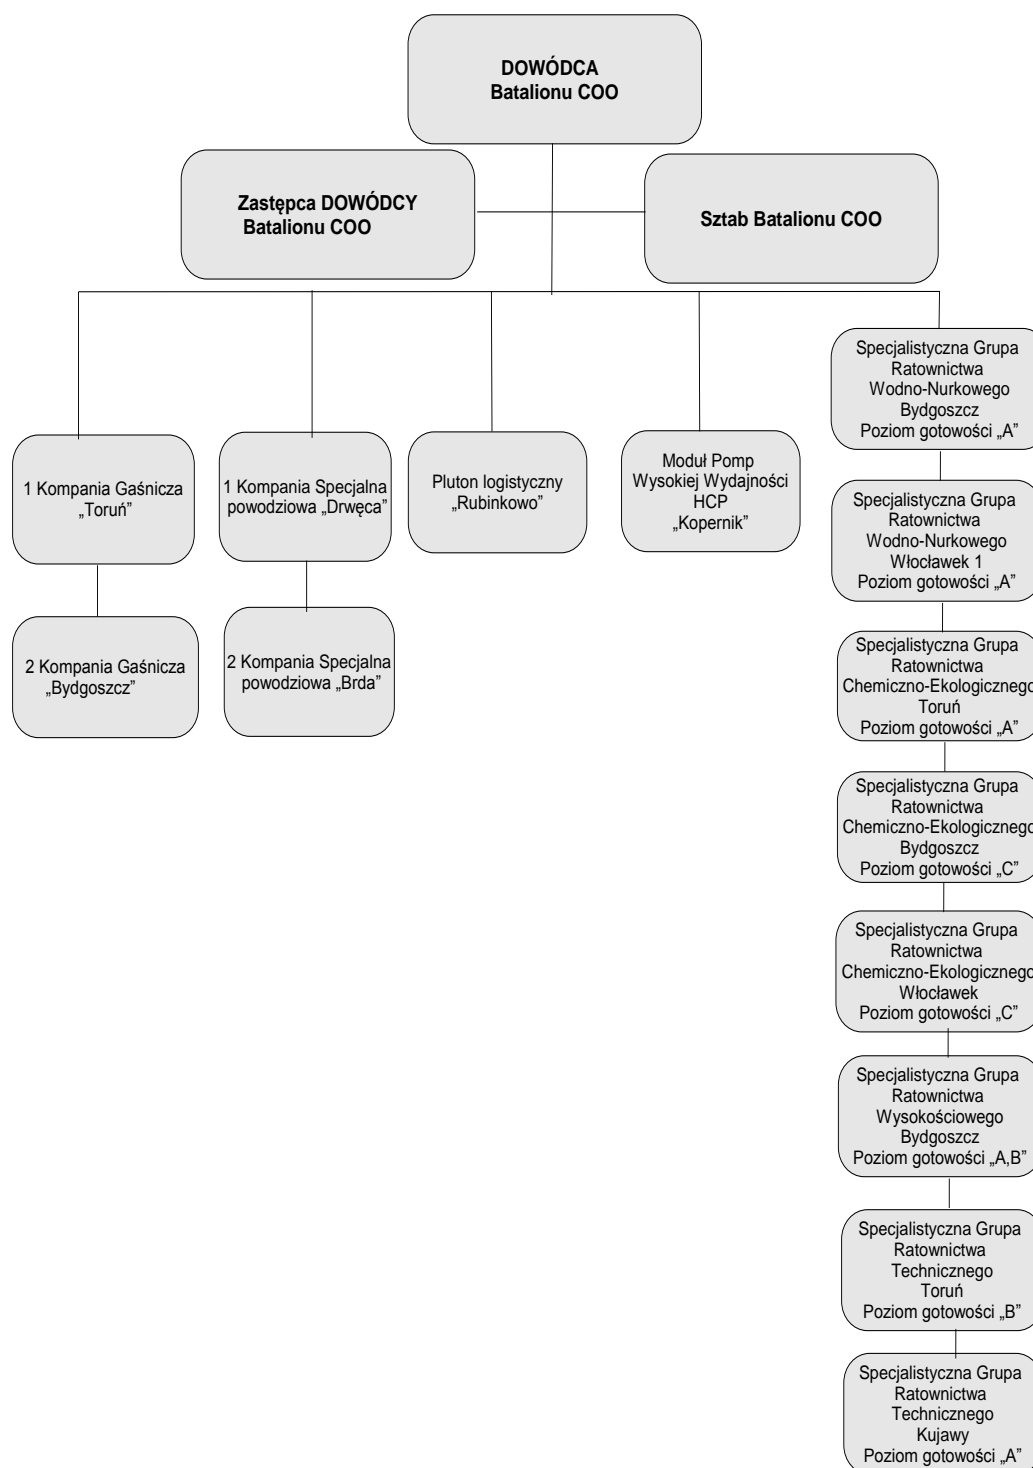 DOWÓDCA
Batalionu COO
Zastępca DOWÓDCY
Batalionu COO
Sztab Batalionu COO
1 Kompania Gaśnicza
„Toruń”
2 Kompania Gaśnicza
„Bydgoszcz”
1 Kompania Specjalna
powodziowa „Drwęca”
2 Kompania Specjalna
powodziowa „Brda”
Pluton logistyczny
„Rubinkowo”
Moduł Pomp
Wysokiej Wydajności
HCP
„Kopernik”
Specjalistyczna Grupa
Ratownictwa
Wodno-Nurkowego
Bydgoszcz
Poziom gotowości „A”
Specjalistyczna Grupa
Ratownictwa
Wodno-Nurkowego
Włocławek 1
Poziom gotowości „A”
Specjalistyczna Grupa
Ratownictwa
Chemiczno-Ekologicznego
Toruń
Poziom gotowości „A”
Specjalistyczna Grupa
Ratownictwa
Chemiczno-Ekologicznego
Bydgoszcz
Poziom gotowości „C”
Specjalistyczna Grupa
Ratownictwa
Chemiczno-Ekologicznego
Włocławek
Poziom gotowości „C”
Specjalistyczna Grupa
Ratownictwa
Wysokościowego
Bydgoszcz
Poziom gotowości „A,B”
Specjalistyczna Grupa
Ratownictwa
Technicznego
Toruń
Poziom gotowości „B”
Specjalistyczna Grupa
Ratownictwa
Technicznego
Kujawy
Poziom gotowości „A”